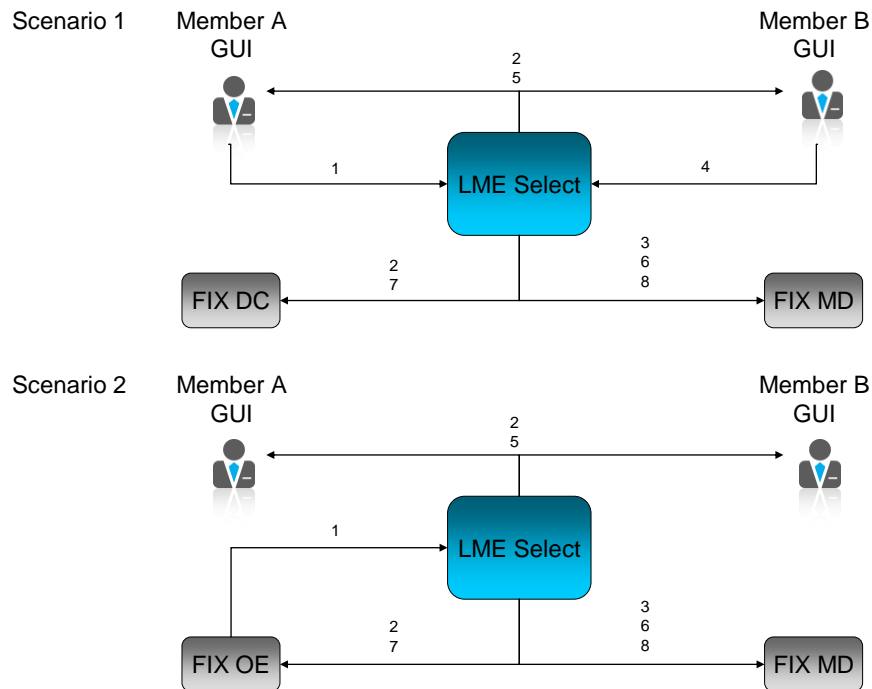 Scenario 1
Member A
GUI
Member B
GUI
2
5
1
LME Select
4
2
7
3
6
8
FIX DC
FIX MD
Scenario 2
Member A
GUI
Member B
GUI
2
5
1
LME Select
2
7
3
6
8
FIX OE
FIX MD